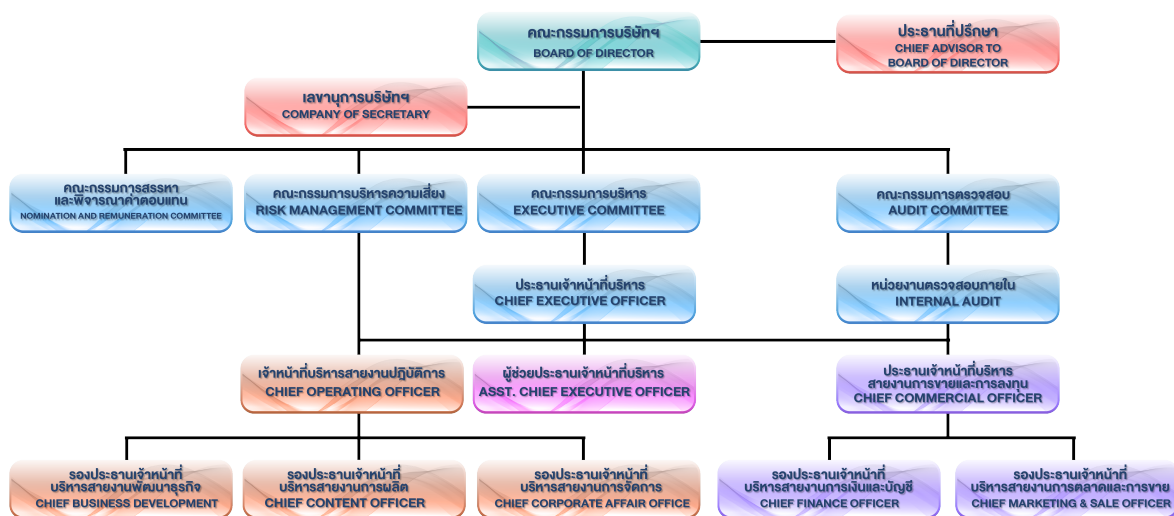 คณะกรรมการบริษัทฯ
BOARD OF DIRECTOR
ประธานที่ปรึกษา
CHIEF ADVISOR TO
BOARD OF DIRECTOR
เลขานุการบริษัทฯ
COMPANY OF SECRETARY
คณะกรรมการสรรหา
และพิจารณาค่าตอบแทน
NOMINATION AND REMUNERATION COMMITTEE
คณะกรรมการบริหารความเสี่ยง
RISK MANAGEMENT COMMITTEE
คณะกรรมการบริหาร
EXECUTIVE COMMITTEE
คณะกรรมการตรวจสอบ
AUDIT COMMITTEE
ประธานเจ้าหน้าที่บริหาร
CHIEF EXECUTIVE OFFICER
หน่วยงานตรวจสอบภายใน
INTERNAL AUDIT
เจ้าหน้าที่บริหารสายงานปฏิบัติการ
CHIEF OPERATING OFFICER
ผู้ช่วยประธานเจ้าหน้าที่บริหาร
ASST. CHIEF EXECUTIVE OFFICER
ประธานเจ้าหน้าที่บริหาร
สายงานการขายและการลงทุน
CHIEF COMMERCIAL OFFICER
รองประธานเจ้าหน้าที่
บริหารสายงานพัฒนาธุรกิจ
CHIEF BUSINESS DEVELOPMENT
รองประธานเจ้าหน้าที่
บริหารสายงานการผลิต
CHIEF CONTENT OFFICER
รองประธานเจ้าหน้าที่
บริหารสายงานการจัดการ
CHIEF CORPORATE AFFAIR OFFICE
รองประธานเจ้าหน้าที่
บริหารสายงานการเงินและบัญชี
CHIEF FINANCE OFFICER
รองประธานเจ้าหน้าที่
บริหารสายงานการตลาดและการขาย
CHIEF MARKETING & SALE OFFICER